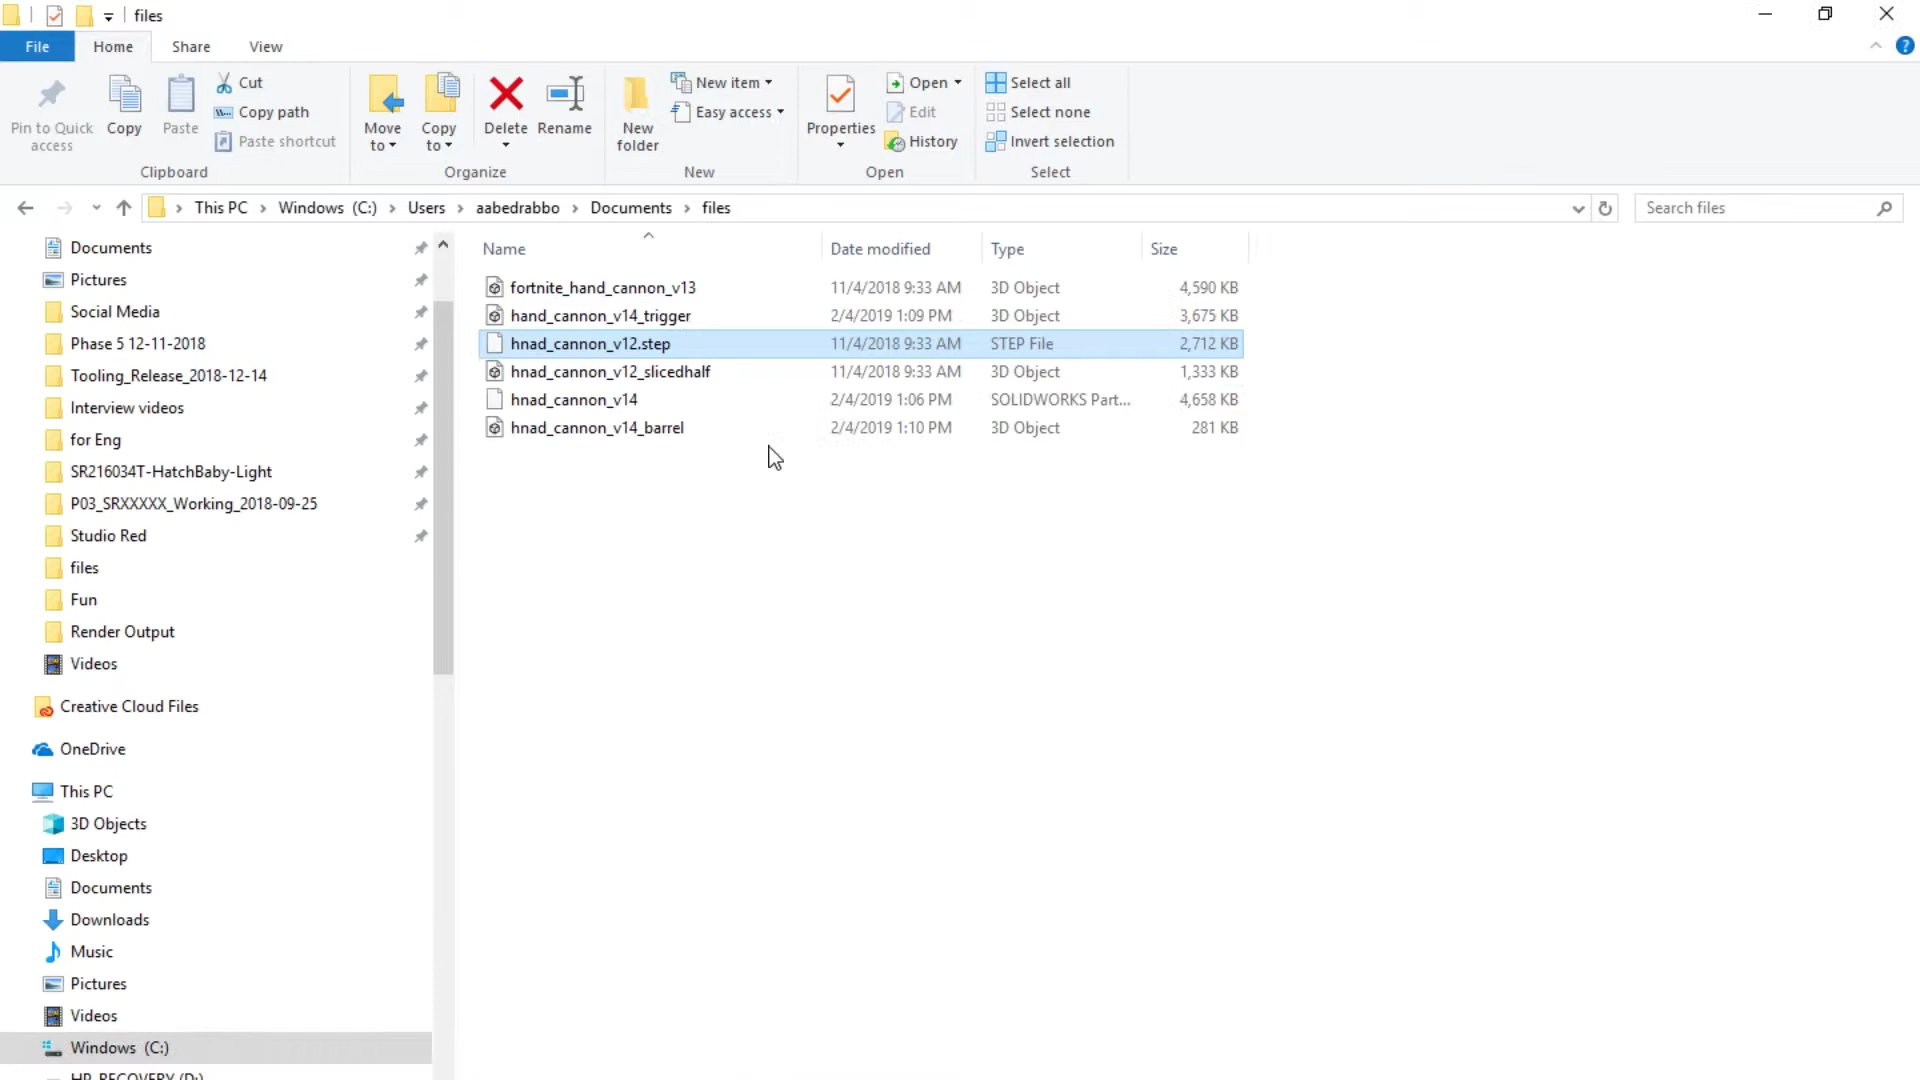 files
File Home Share View
Pin to Quick access
Copy
Paste
Cut
Copy path
Paste shortcut
Clipboard
Move to
Copy to
Delete
Rename
Organize
New folder
New item
Easy access
New
Properties
Open
Edit
History
Open
Select all
Select none
Invert selection
Select
This PC > Windows (C:) > Users > aabedrabbo > Documents > files
Search files
Name Date modified Type Size
fortnite_hand_cannon_v13 11/4/2018 9:33 AM 3D Object 4,590 KB
hand_cannon_v14_trigger 2/4/2019 1:09 PM 3D Object 3,675 KB
hnad_cannon_v12.step 11/4/2018 9:33 AM STEP File 2,712 KB
hnad_cannon_v12_slicedhalf 11/4/2018 9:33 AM 3D Object 1,333 KB
hnad_cannon_v14 2/4/2019 1:06 PM SOLIDWORKS Part... 4,658 KB
hnad_cannon_v14_barrel 2/4/2019 1:10 PM 3D Object 281 KB
Documents
Pictures
Social Media
Phase 5 12-11-2018
Tooling_Release_2018-12-14
Interview videos
for Eng
SR216034T-HatchBaby-Light
P03_SRXXXXX_Working_2018-09-25
Studio Red
files
Fun
Render Output
Videos
Creative Cloud Files
OneDrive
This PC
3D Objects
Desktop
Documents
Downloads
Music
Pictures
Videos
Windows (C:)
HP_RECOVERY (D:)